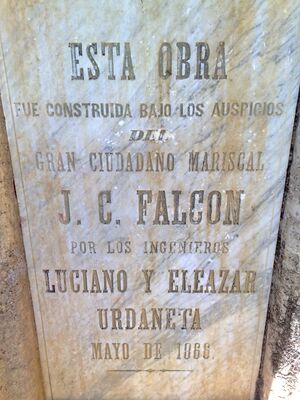 ESTA OBRA
FUE CONSTRUIDA BAJO LOS AUSPICIOS
DEL
GRAN CIUDADANO MARISCAL
J. C. FALCON
POR LOS INGENIEROS
LUCIANO Y ELEAZAR
URDANETA
MAYO DE 1866.